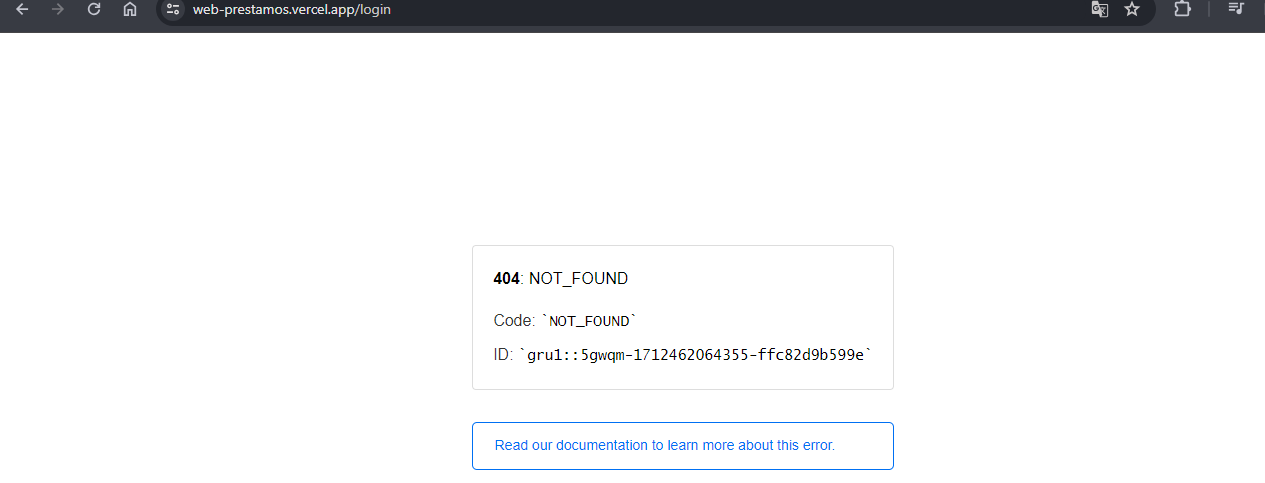 web-prestamos.vercel.app/login
404: NOT_FOUND
Code: `NOT_FOUND`
ID: `gru1::5gwqm-1712462064355-ffc82d9b599e`
Read our documentation to learn more about this error.